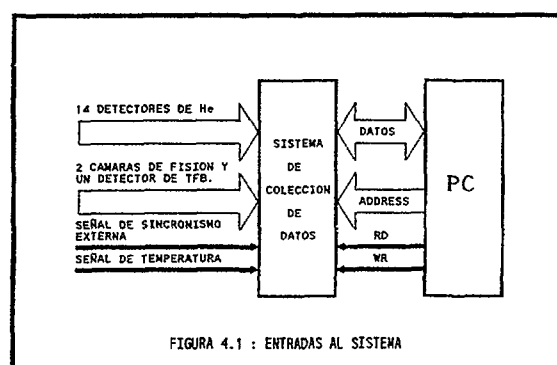 14 DETECTORES DE He
2 CAMARAS DE FISION Y
UN DETECTOR DE TFB.
SEÑAL DE SINCRONISMO
EXTERNA
SEÑAL DE TEMPERATURA
SISTEMA
DE
COLECCION
DE
DATOS
DATOS
ADDRESS
RD
WR
PC
FIGURA 4.1 : ENTRADAS AL SISTEMA